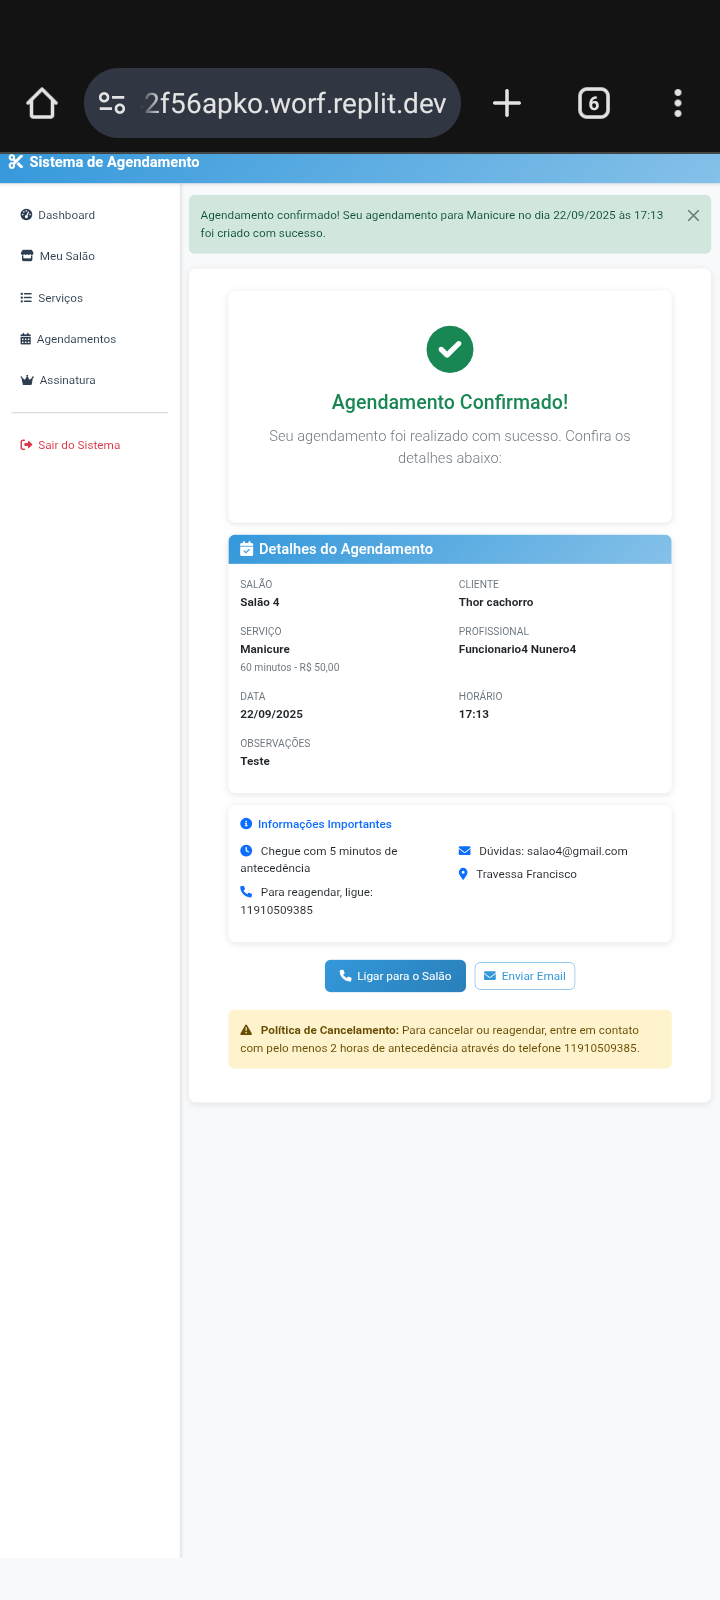 2f56apko.worf.replit.dev
6
Sistema de Agendamento
Dashboard
Meu Salão
Serviços
Agendamentos
Assinatura
Sair do Sistema
Agendamento confirmado! Seu agendamento para Manicure no dia 22/09/2025 às 17:13
foi criado com sucesso.
Agendamento Confirmado!
Seu agendamento foi realizado com sucesso. Confira os
detalhes abaixo:
Detalhes do Agendamento
SALÃO
Salão 4
CLIENTE
Thor cachorro
SERVIÇO
Manicure
60 minutos - R$ 50,00
PROFISSIONAL
Funcionario4 Nunero4
DATA
22/09/2025
HORÁRIO
17:13
OBSERVAÇÕES
Teste
Informações Importantes
Chegue com 5 minutos de
antecedência
Para reagendar, ligue:
11910509385
Dúvidas: salao4@gmail.com
Travessa Francisco
Ligar para o Salão
Enviar Email
Política de Cancelamento: Para cancelar ou reagendar, entre em contato
com pelo menos 2 horas de antecedência através do telefone 11910509385.